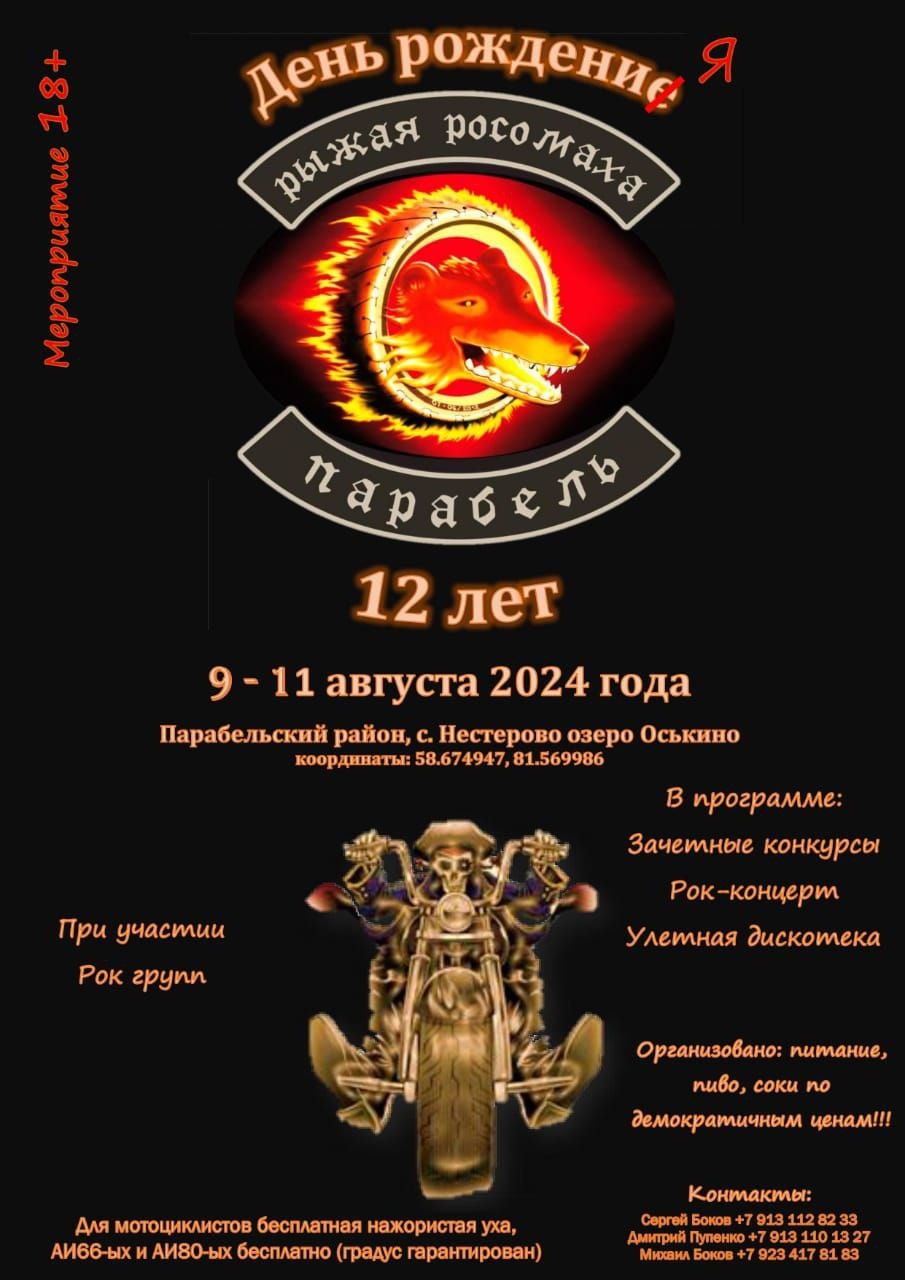 Мероприятие 18+
День рождение Я
рыжая росомаха
парабель
12 лет
9 - 11 августа 2024 года
Парабельский район, с. Нестерово озеро Оськино
координаты: 58.674947, 81.569986
В программе:
Зачетные конкурсы
Рок-концерт
Улетная дискотека
При участии
Рок групп
Организовано: питание,
пиво, соки по
демократичным ценам!!!
Для мотоциклистов бесплатная нажористая уха,
АИ66-ых и АИ80-ых бесплатно (градус гарантирован)
Контакты:
Сергей Боков +7 913 112 82 33
Дмитрий Пупенко +7 913 110 13 27
Михаил Боков +7 923 417 81 83